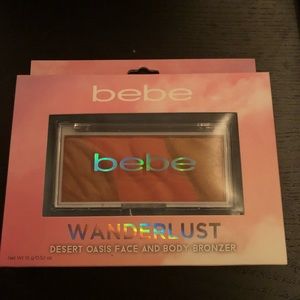 bebe
bebe
WANDERLUST
DESERT OASIS FACE AND BODY BRONZER